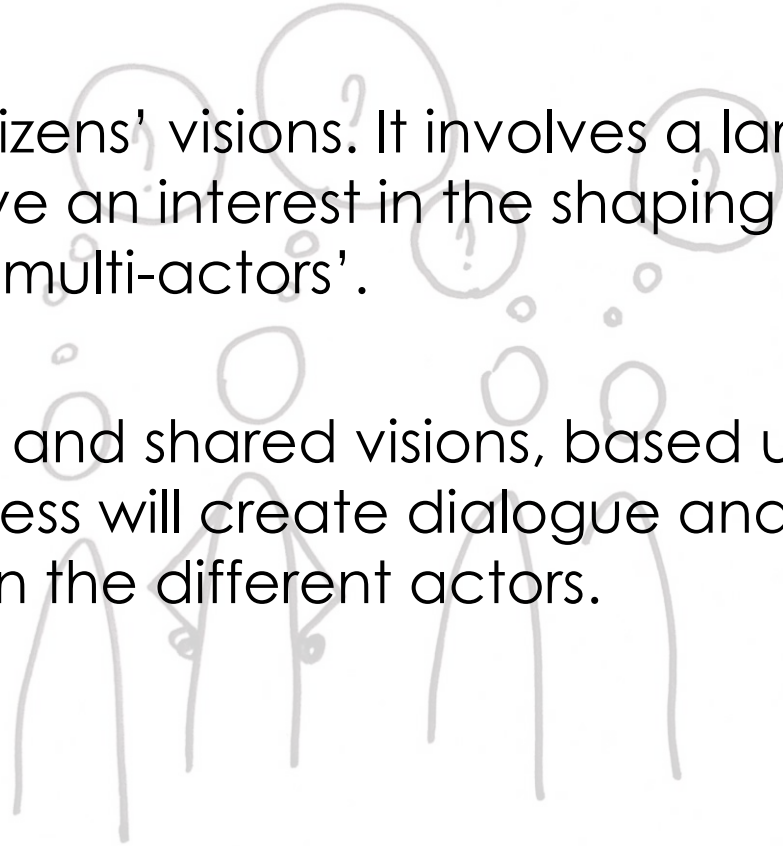 izens’ visions. It involves a lar
ve an interest in the shaping
multi-actors’.
and shared visions, based u
ess will create dialogue and
n the different actors.